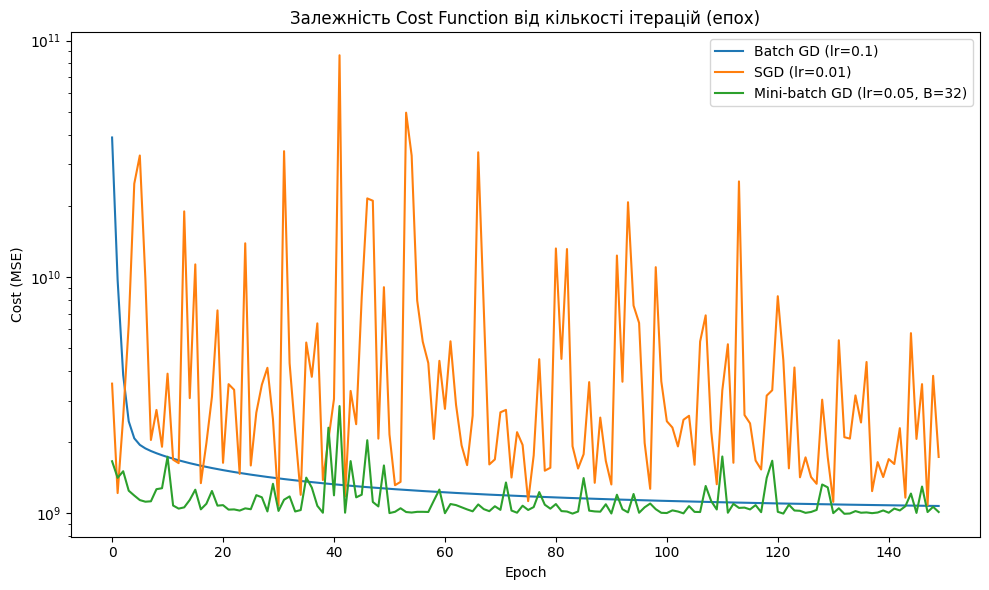 Залежність Cost Function від кількості ітерацій (епох)
Batch GD (lr=0.1)
SGD (lr=0.01)
Mini-batch GD (lr=0.05, B=32)
Cost (MSE)
10¹¹
10¹⁰
10⁹
0 20 40 60 80 100 120 140
Epoch